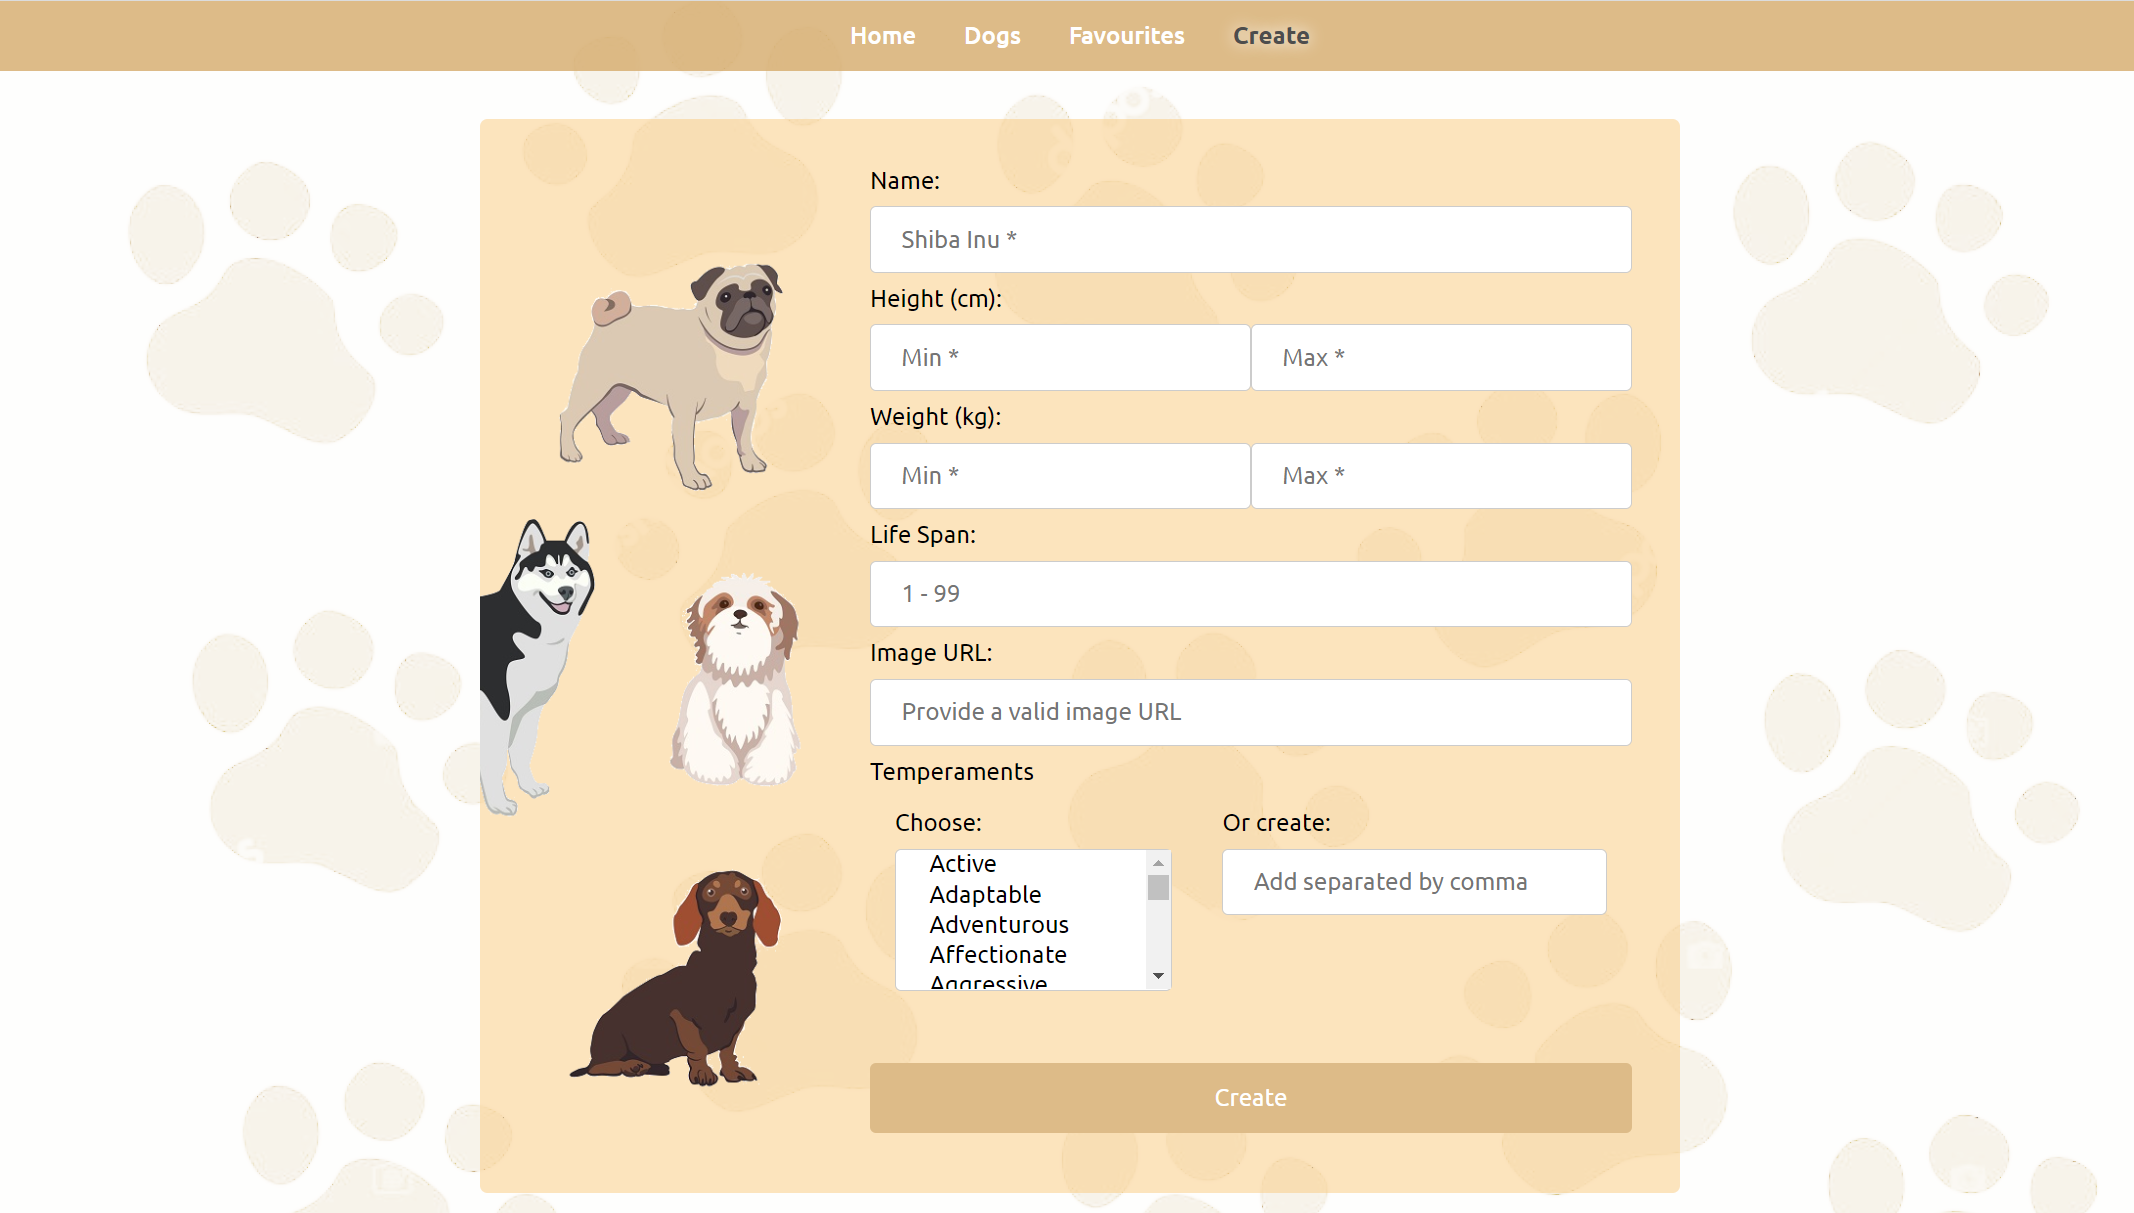 Home Dogs Favourites Create
Name:
Shiba Inu *
Height (cm):
Min * Max *
Weight (kg):
Min * Max *
Life Span:
1 - 99
Image URL:
Provide a valid image URL
Temperaments
Choose: Or create:
Active
Add separated by comma
Adaptable
Adventurous
Affectionate
Aggressive
Create